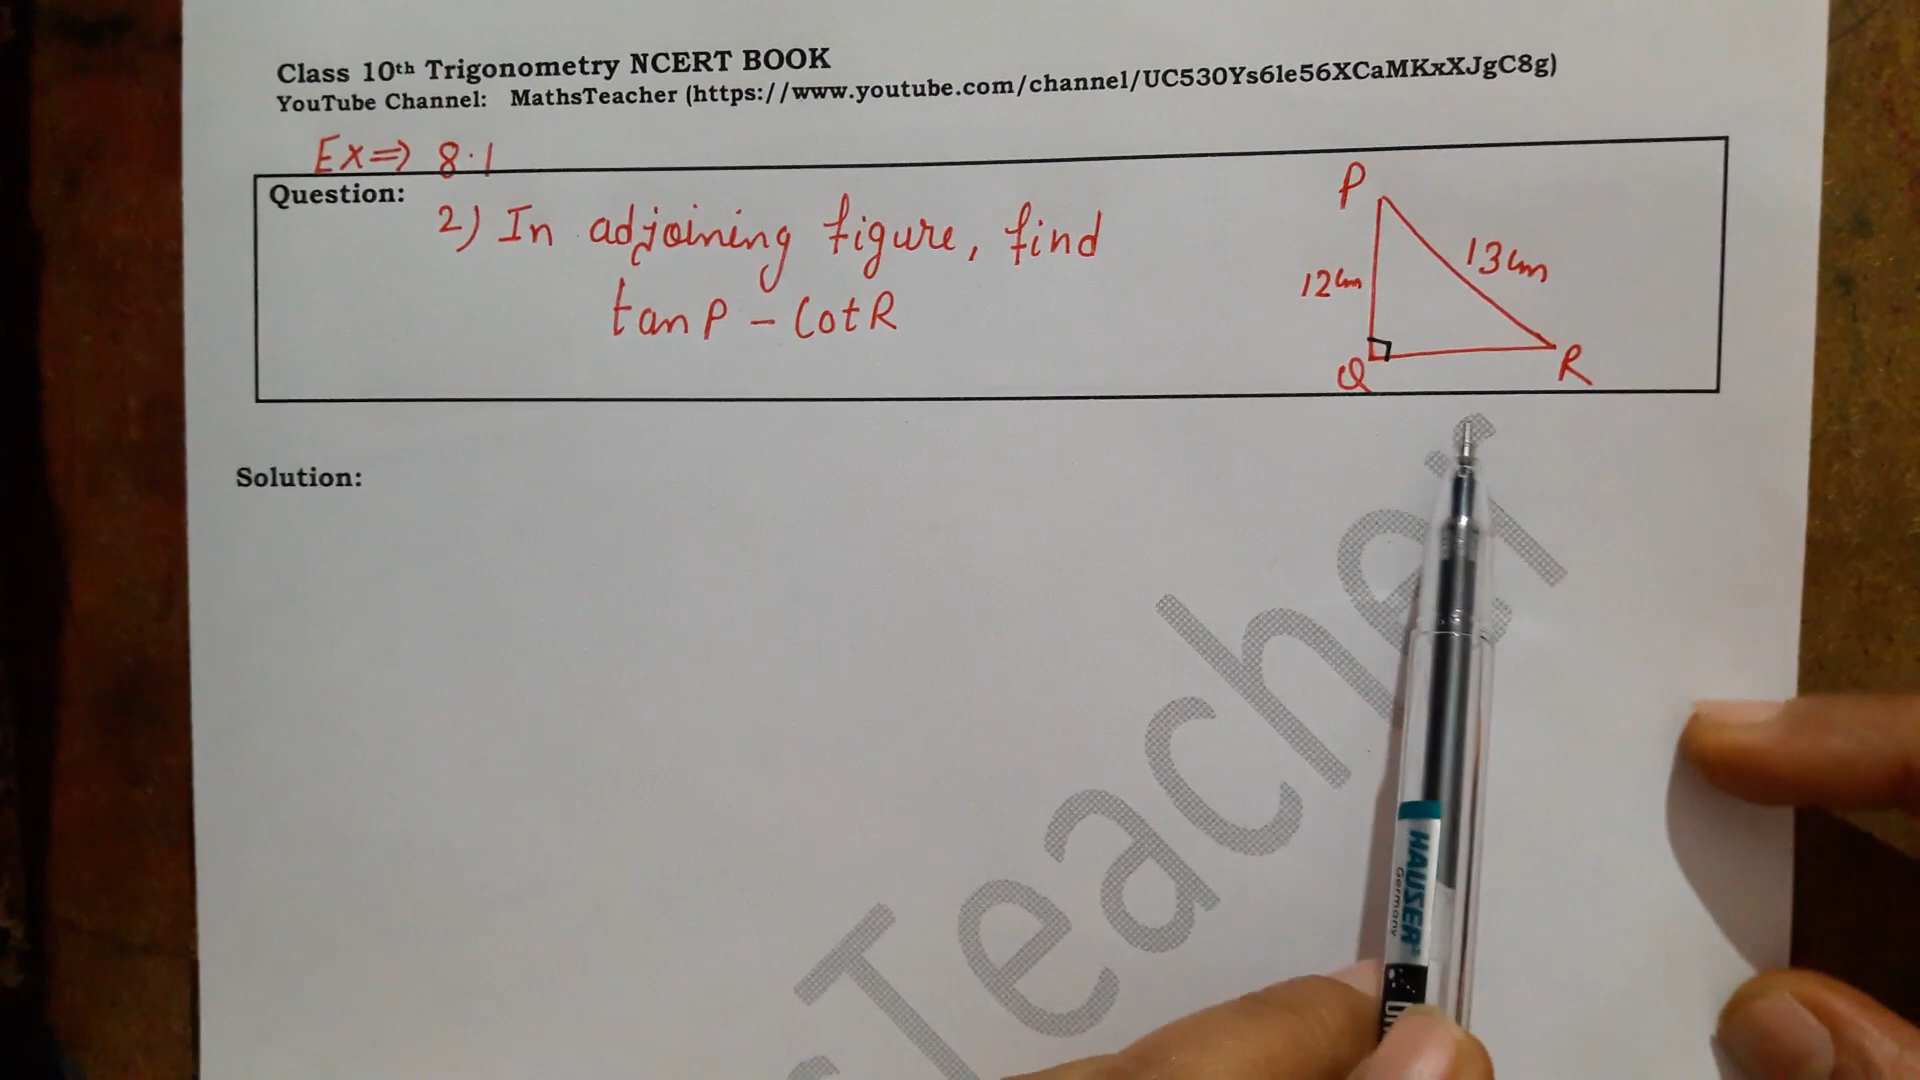 Class 10th Trigonometry NCERT BOOK
YouTube Channel: MathsTeacher (https://www.youtube.com/channel/UC530Ys6le56XCaMKxXJgC8g)
Ex⇒ 8.1
Question:
2) In adjoining figure, find
tan P - Cot R
P
12cm
13cm
Q
R
Solution:
sTeacher
HAUSER
Germany